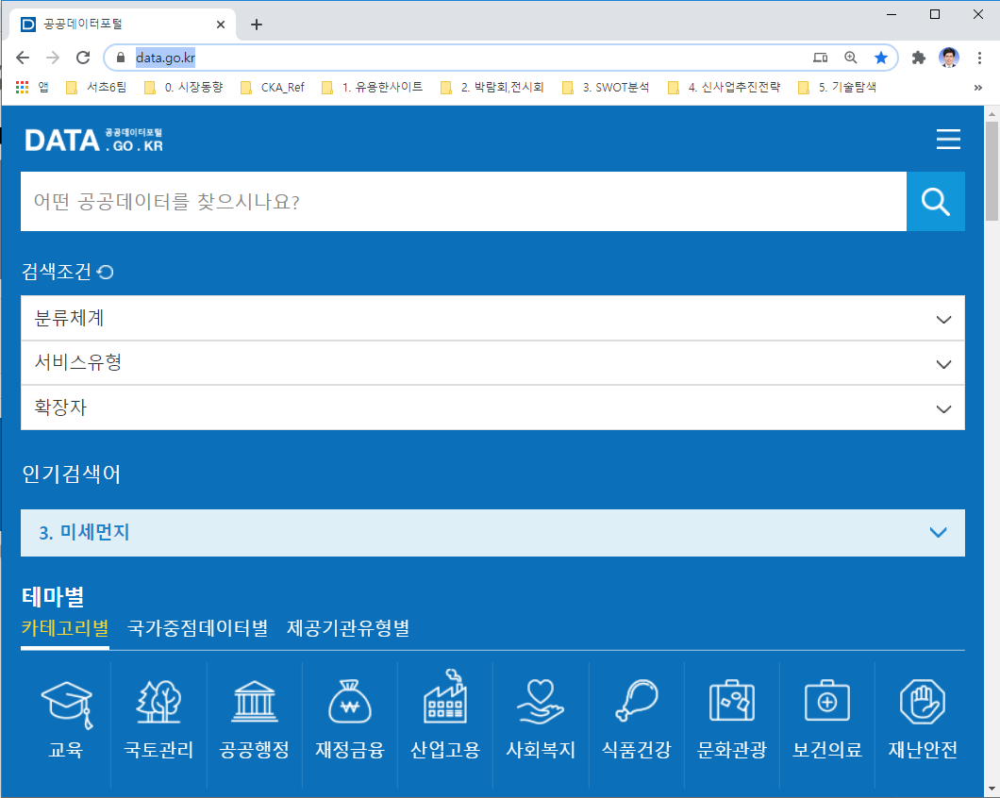 공공데이터포털
data.go.kr
앱 서초6팀 0. 시장동향 CKA_Ref 1. 유용한사이트 2. 박람회,전시회 3. SWOT분석 4. 신사업추진전략 5. 기술탐색 »
DATA 공공데이터포털
.GO.KR
어떤 공공데이터를 찾으시나요?
검색조건
분류체계
서비스유형
확장자
인기검색어
3. 미세먼지
테마별
카테고리별 국가중점데이터별 제공기관유형별
교육 국토관리 공공행정 재정금융 산업고용 사회복지 식품건강 문화관광 보건의료 재난안전